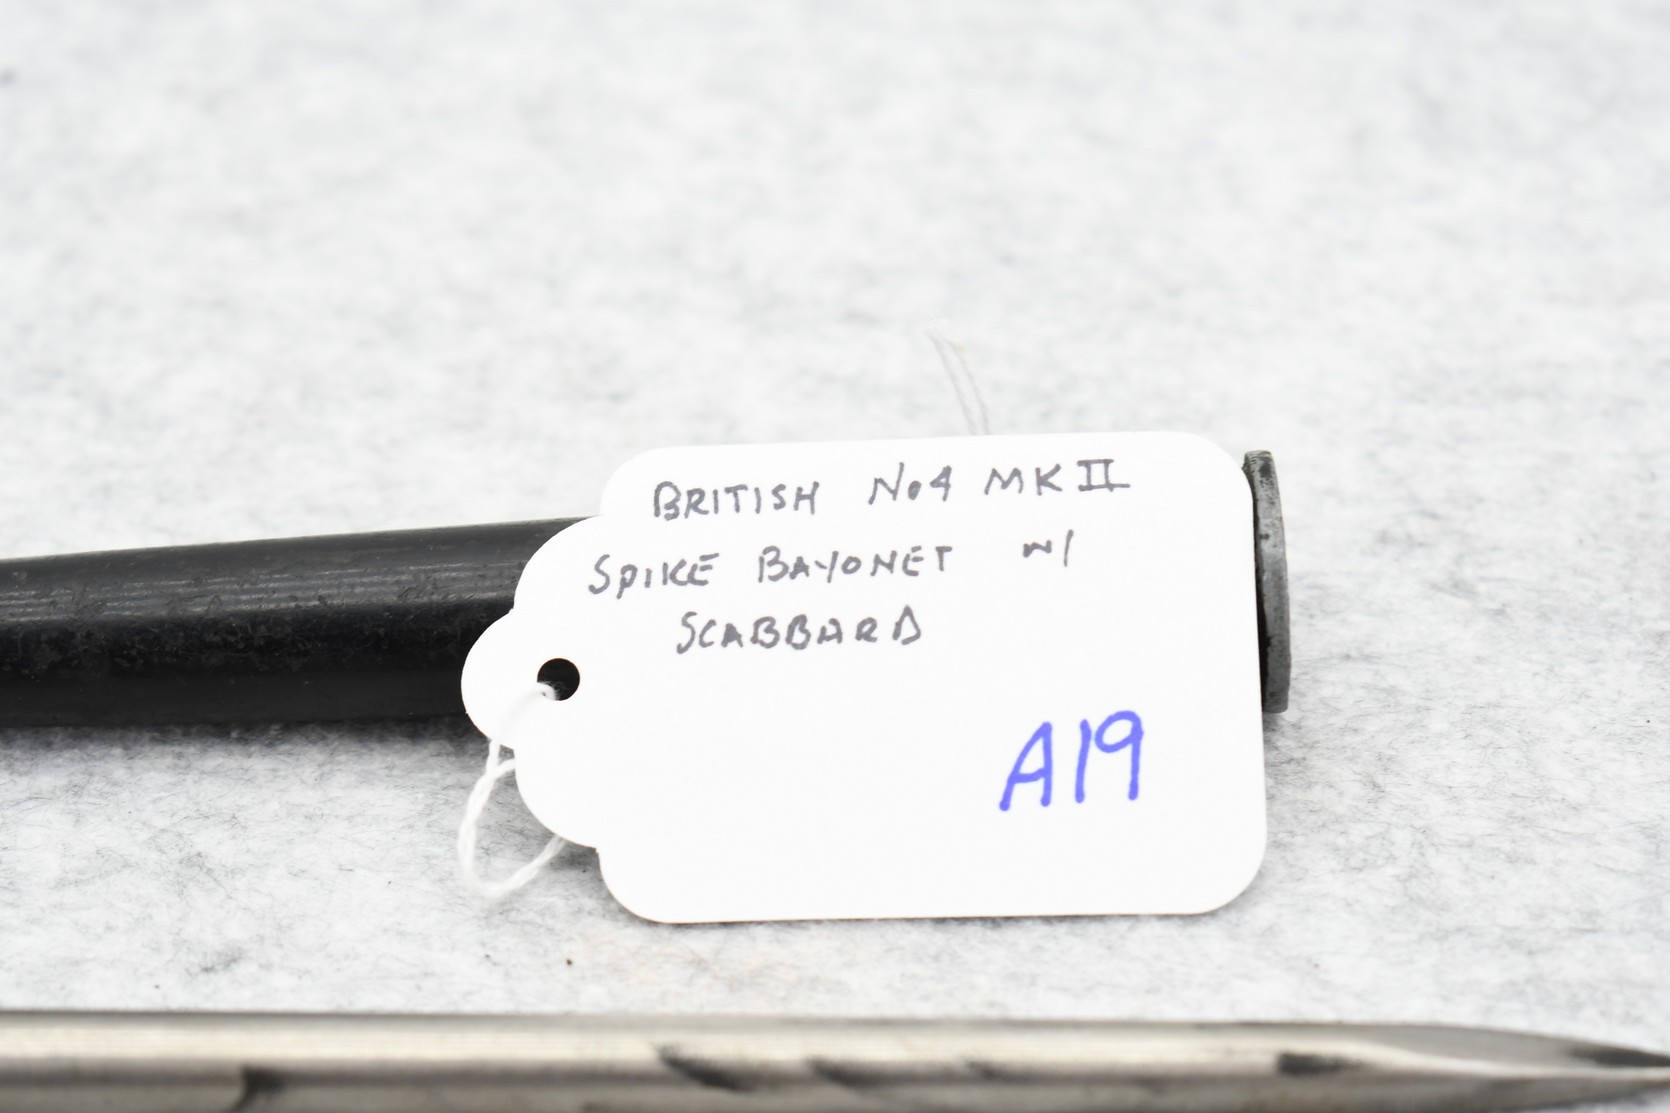 BRITISH No4 MK II
SPIKE BAYONET w/
SCABBARD
A19